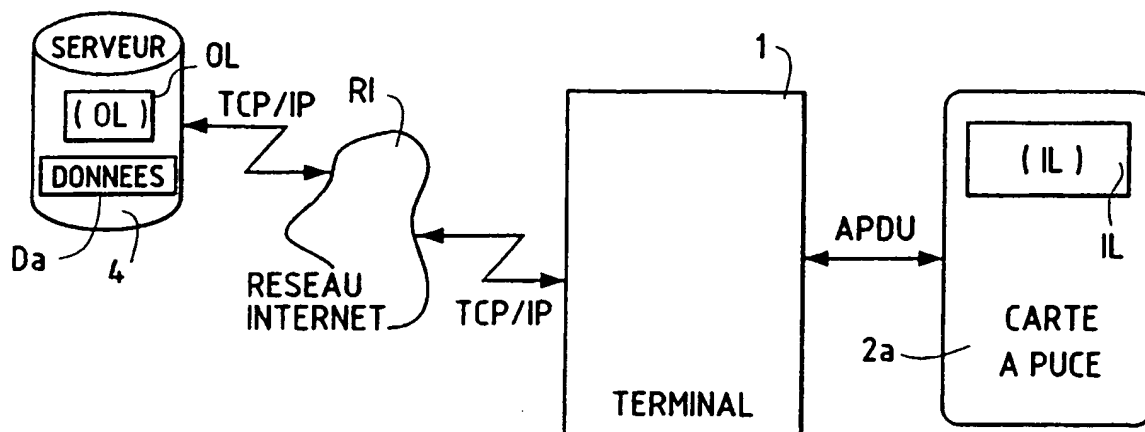 SERVEUR
OL
( OL )
DONNEES
Da
4
TCP/IP
RI
RESEAU
INTERNET
TCP/IP
1
TERMINAL
APDU
( IL )
IL
2a
CARTE
A PUCE